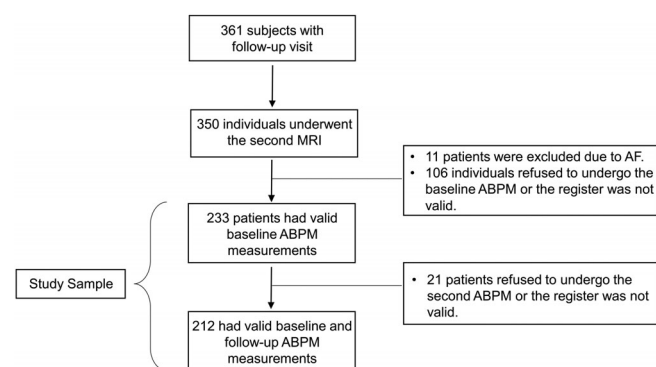 361 subjects with
follow-up visit
350 individuals underwent
the second MRI
• 11 patients were excluded due to AF.
• 106 individuals refused to undergo the
baseline ABPM or the register was not
valid.
233 patients had valid
baseline ABPM
measurements
Study Sample
• 21 patients refused to undergo the
second ABPM or the register was not
valid.
212 had valid baseline and
follow-up ABPM
measurements